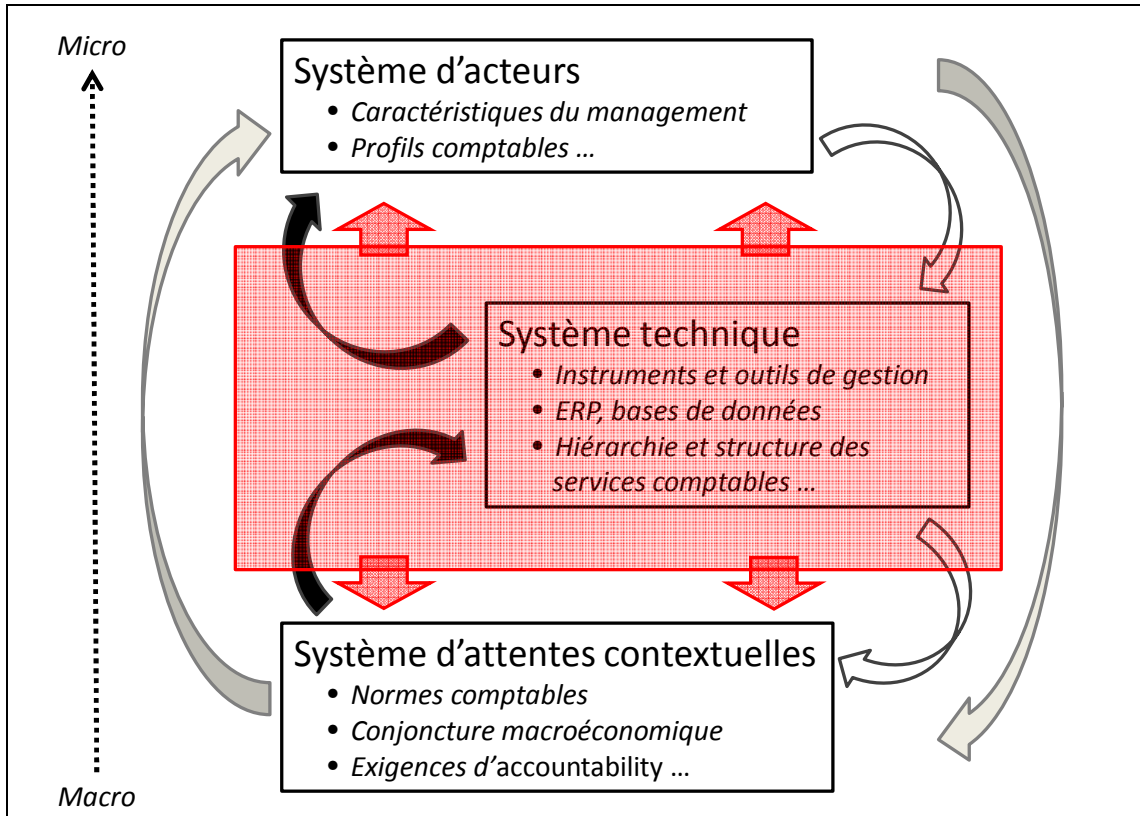 Micro
Système d’acteurs
• Caractéristiques du management
• Profils comptables …
Système technique
• Instruments et outils de gestion
• ERP, bases de données
• Hiérarchie et structure des
services comptables …
Système d’attentes contextuelles
• Normes comptables
• Conjoncture macroéconomique
• Exigences d’accountability …
Macro